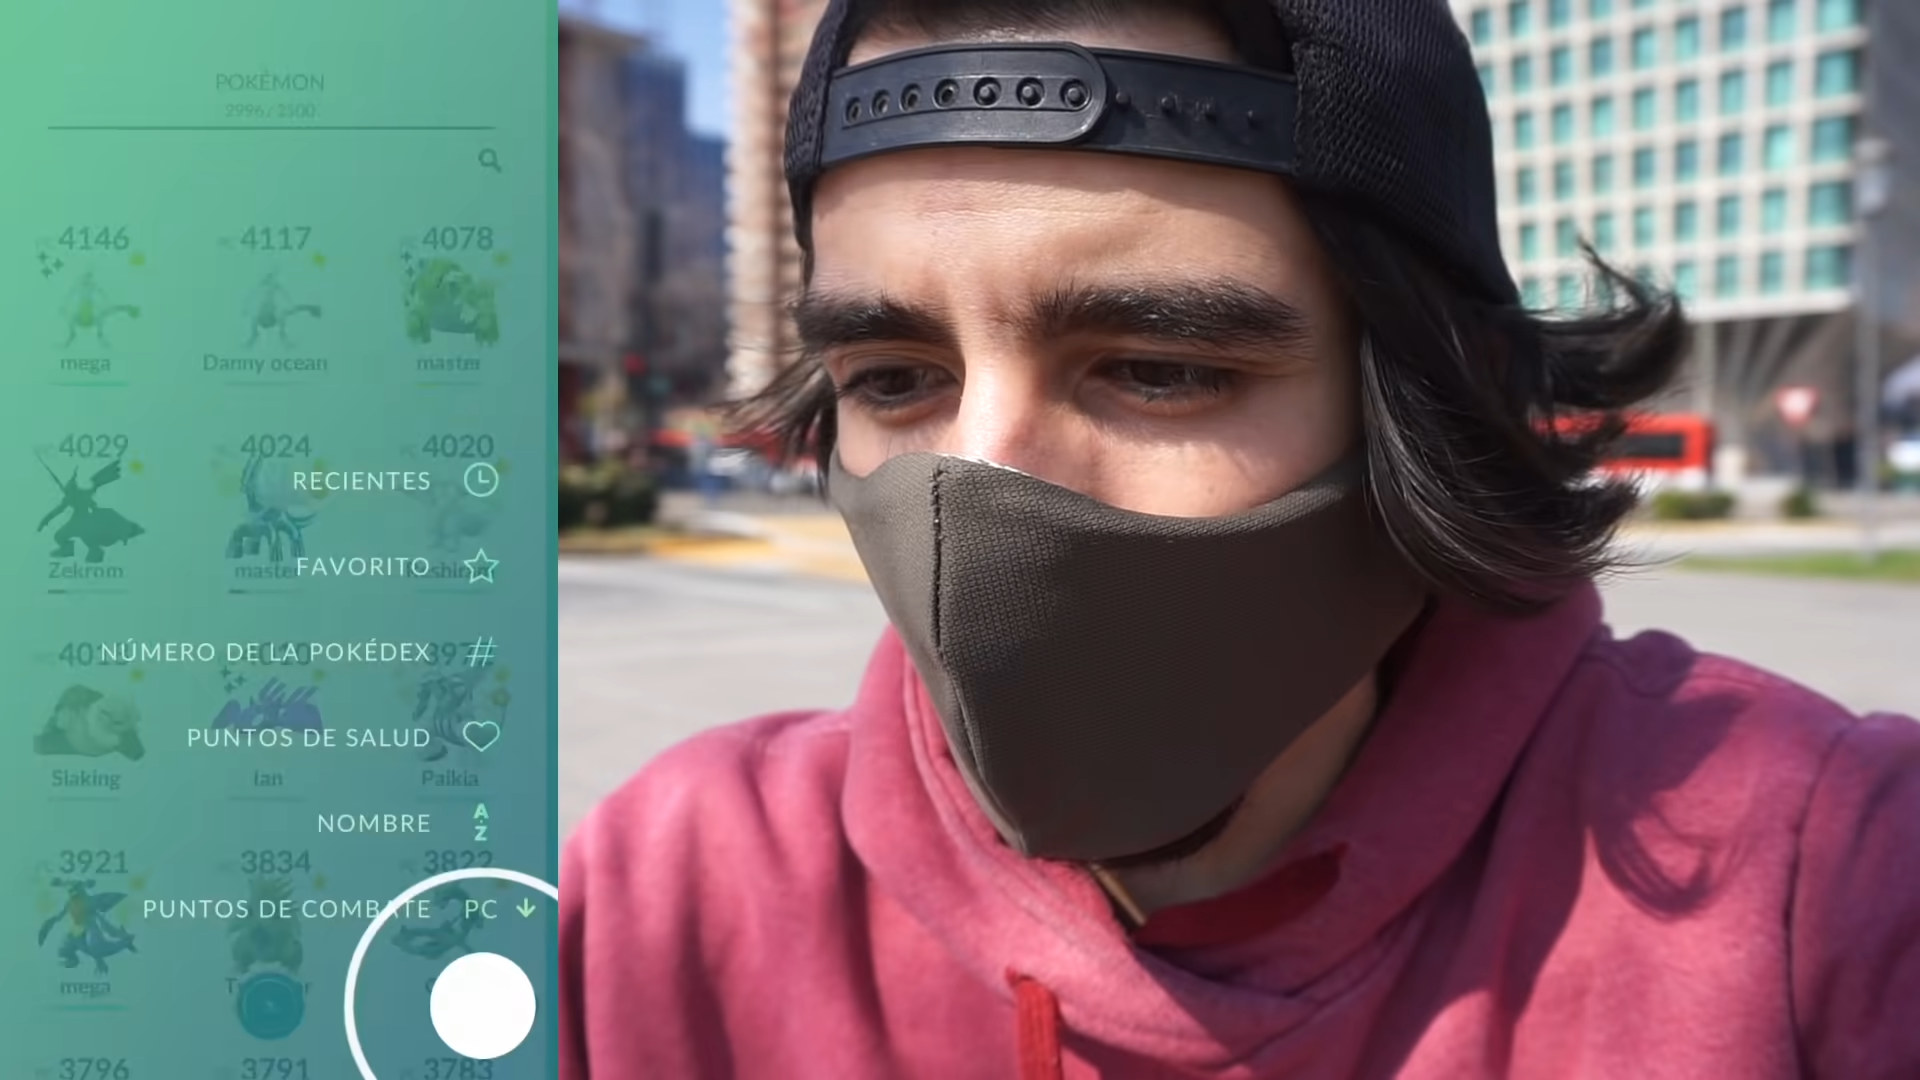 POKÉMON
2996 / 3500
4146 4117 4078
mega Danny ocean master
4029 4024 4020
RECIENTES
Zekrom master
FAVORITO
NÚMERO DE LA POKÉDEX #
PUNTOS DE SALUD
Slaking Ian Palkia
NOMBRE A-Z
3921 3834 3822
PUNTOS DE COMBATE PC
mega
3796 3791 3783